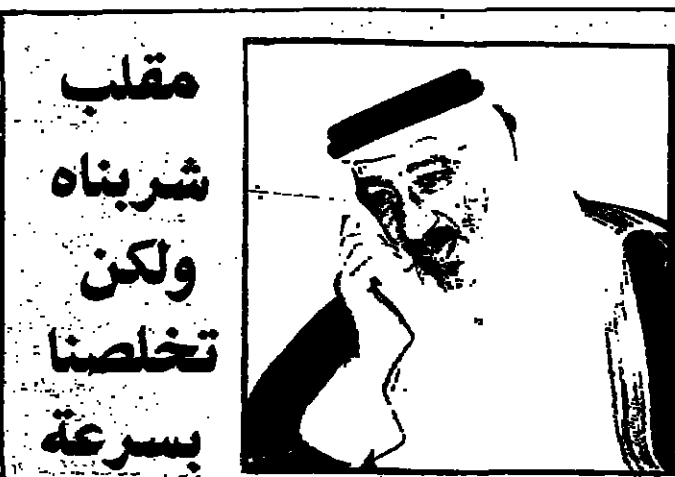 مقلب
شربناه
ولكن
تخلصنا
بسرعة